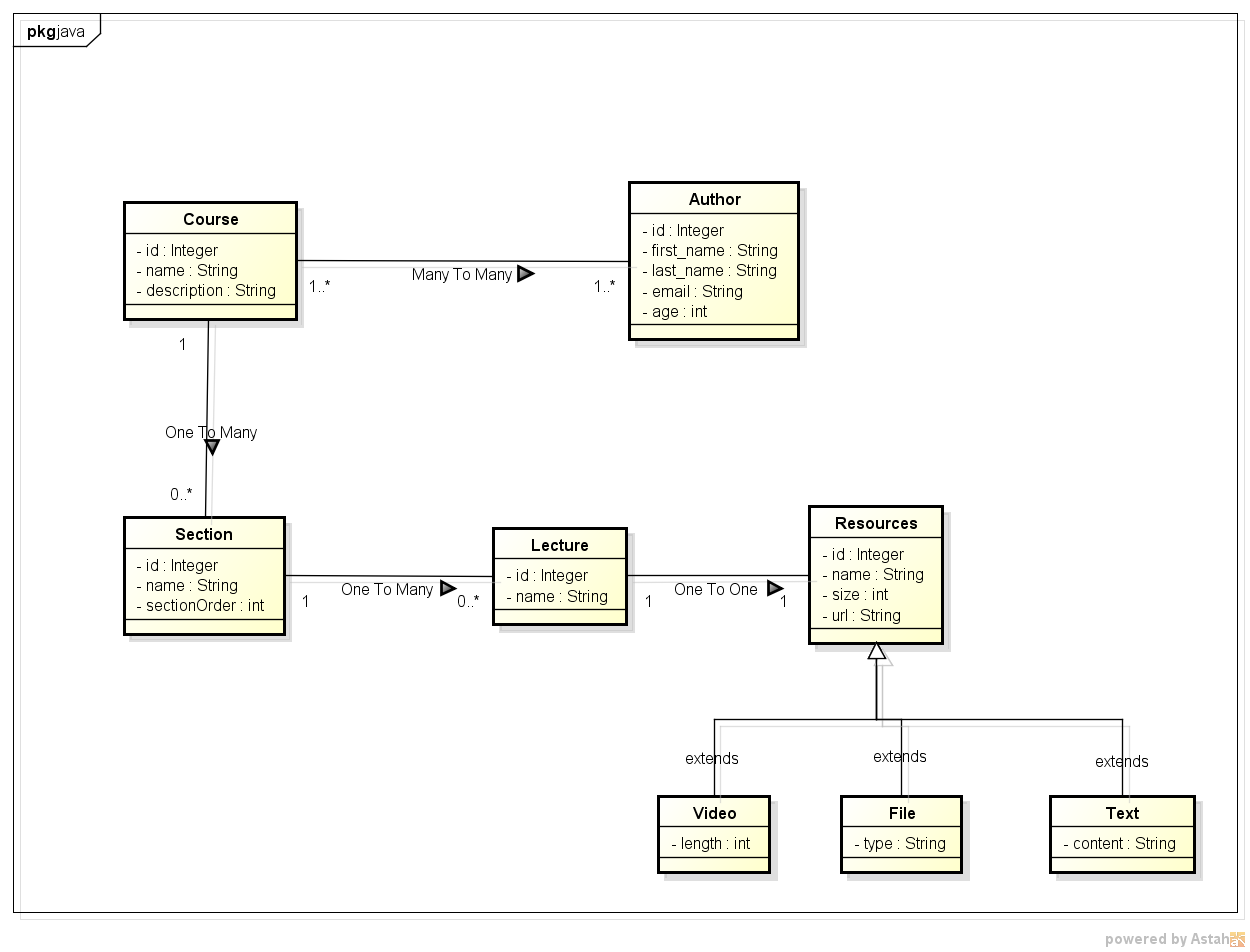 pkg java
Course
- id : Integer
- name : String
- description : String
Author
- id : Integer
- first_name : String
- last_name : String
- email : String
- age : int
Many To Many
1..*
1..*
1
One To Many
0..*
Section
- id : Integer
- name : String
- sectionOrder : int
One To Many
1
0..*
Lecture
- id : Integer
- name : String
One To One
1
1
Resources
- id : Integer
- name : String
- size : int
- url : String
extends
extends
extends
Video
- length : int
File
- type : String
Text
- content : String
powered by Astah